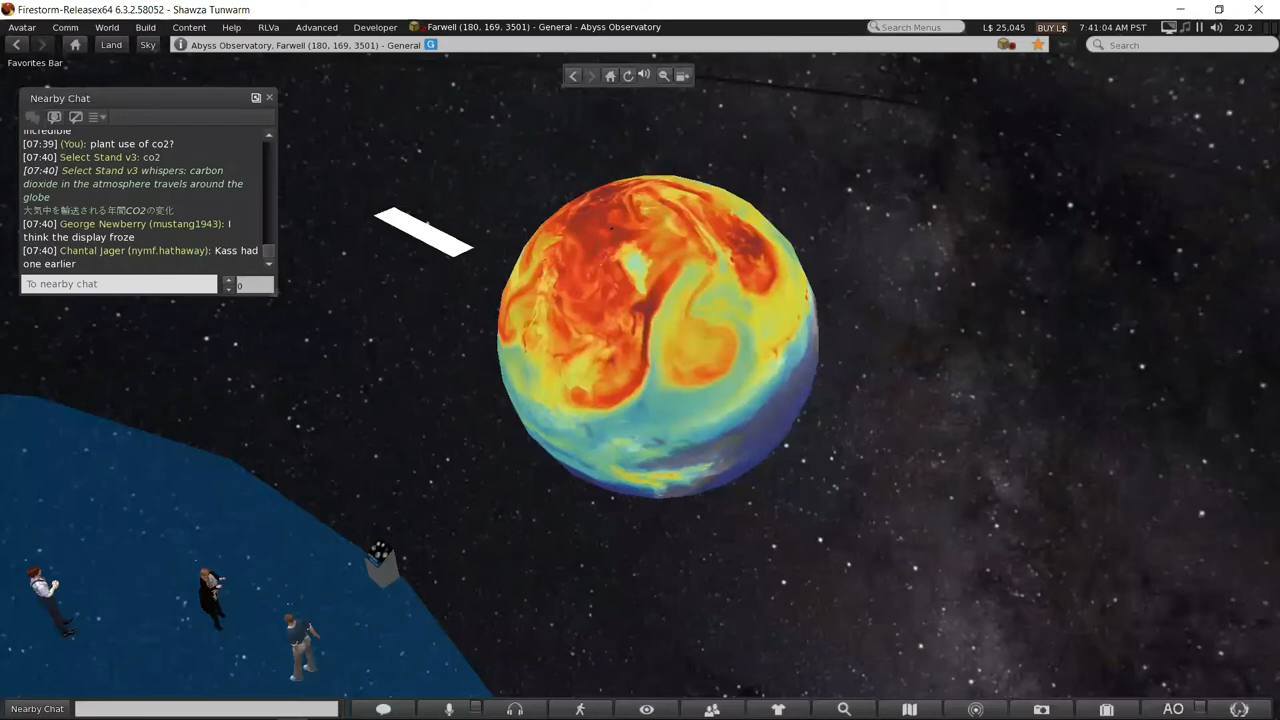 Firestorm-Releasex64 6.3.2.58052 - Shawza Tunwarm
Avatar Comm World Build Content Help RLVa Advanced Developer Farwell (180, 169, 3501) - General - Abyss Observatory Search Menus L$ 25,045 BUY L$ 7:41:04 AM PST 20.2
Land Sky Abyss Observatory, Farwell (180, 169, 3501) - General G Search
Favorites Bar
Nearby Chat
incredible
[07:39] (You): plant use of co2?
[07:40] Select Stand v3: co2
[07:40] Select Stand v3 whispers: carbon
dioxide in the atmosphere travels around the
globe
大気中を輸送される年間CO2の変化
[07:40] George Newberry (mustang1943): I
think the display froze
[07:40] Chantal Jager (nymf.hathaway): Kass had
one earlier
To nearby chat 0
Nearby Chat AO